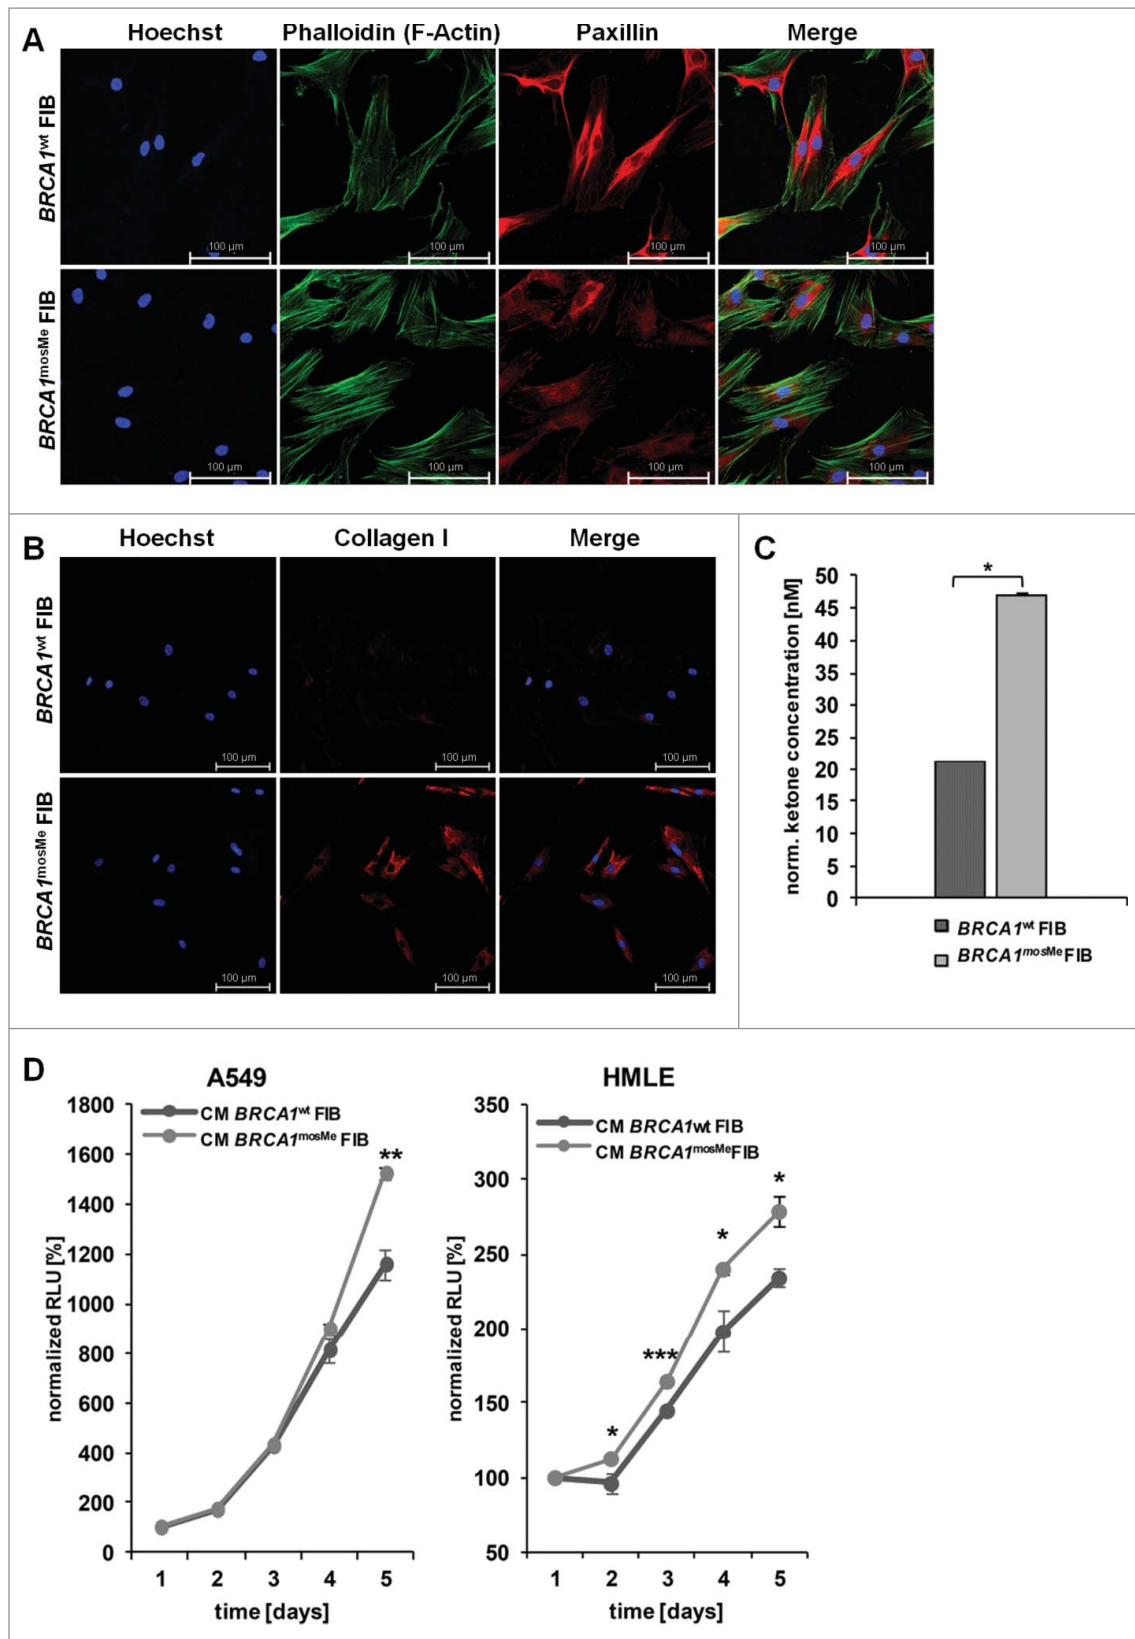 A
Hoechst Phalloidin (F-Actin) Paxillin Merge
BRCA1wt FIB
100 µm 100 µm 100 µm 100 µm
BRCA1mosMe FIB
100 µm 100 µm 100 µm 100 µm
B
Hoechst Collagen I Merge
BRCA1wt FIB
100 µm 100 µm 100 µm
BRCA1mosMe FIB
100 µm 100 µm 100 µm
C
norm. ketone concentration [nM]
50
45
40
35
30
25
20
15
10
5
0
*
BRCA1wt FIB
BRCA1mosMe FIB
D
A549
normalized RLU [%]
1800
1600
1400
1200
1000
800
600
400
200
0
CM BRCA1wt FIB
CM BRCA1mosMe FIB
**
1 2 3 4 5
time [days]
HMLE
normalized RLU [%]
350
300
250
200
150
100
50
CM BRCA1wt FIB
CM BRCA1mosMeFIB
* *** * *
1 2 3 4 5
time [days]